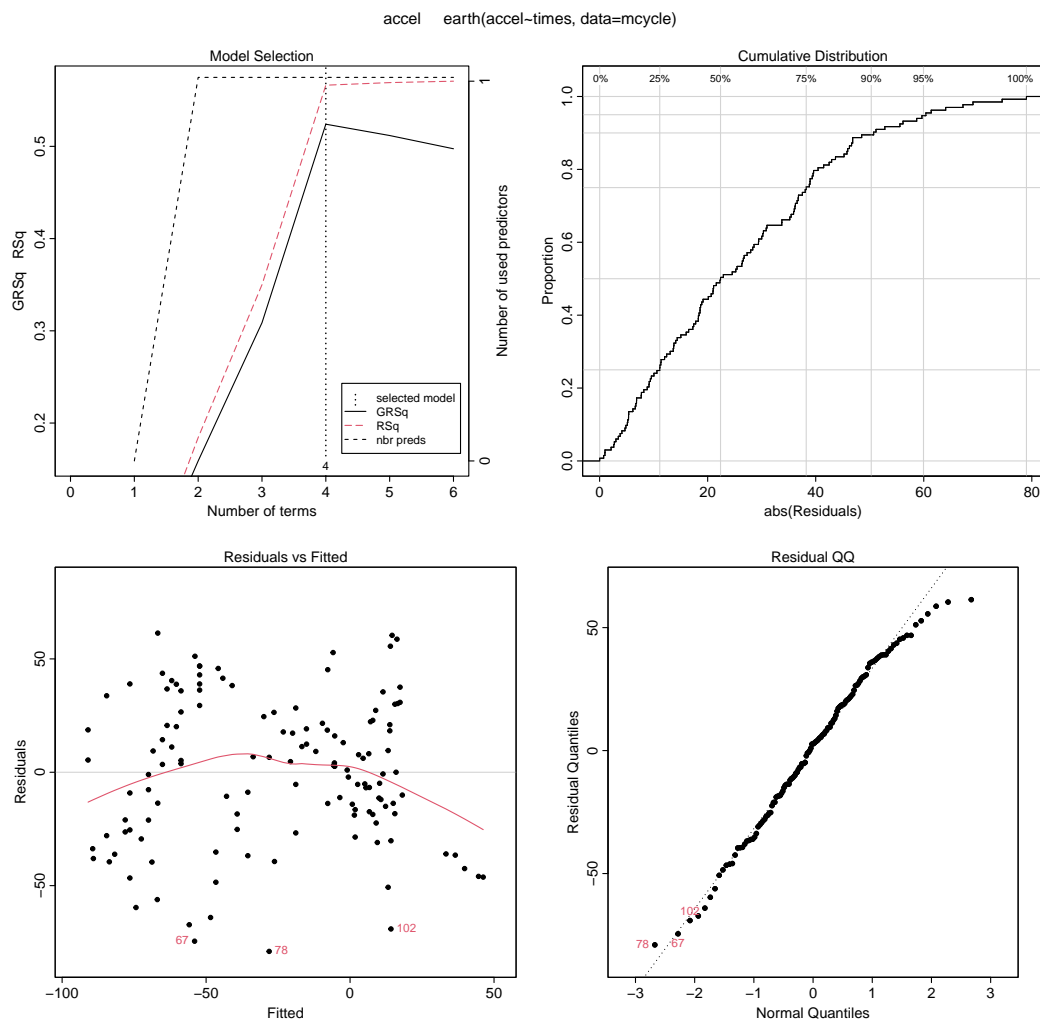 accel earth(accel~times, data=mcycle)
Model Selection
GRSq RSq
0.2 0.3 0.4 0.5
0 1 2 3 4 5 6
Number of terms
Number of used predictors
0 1
4
selected model
GRSq
RSq
nbr preds
Cumulative Distribution
0% 25% 50% 75% 90% 95% 100%
Proportion
0.0 0.2 0.4 0.6 0.8 1.0
0 20 40 60 80
abs(Residuals)
Residuals vs Fitted
Residuals
−50 0 50
67
78
102
−100 −50 0 50
Fitted
Residual QQ
Residual Quantiles
−50 0 50
102
78
67
−3 −2 −1 0 1 2 3
Normal Quantiles